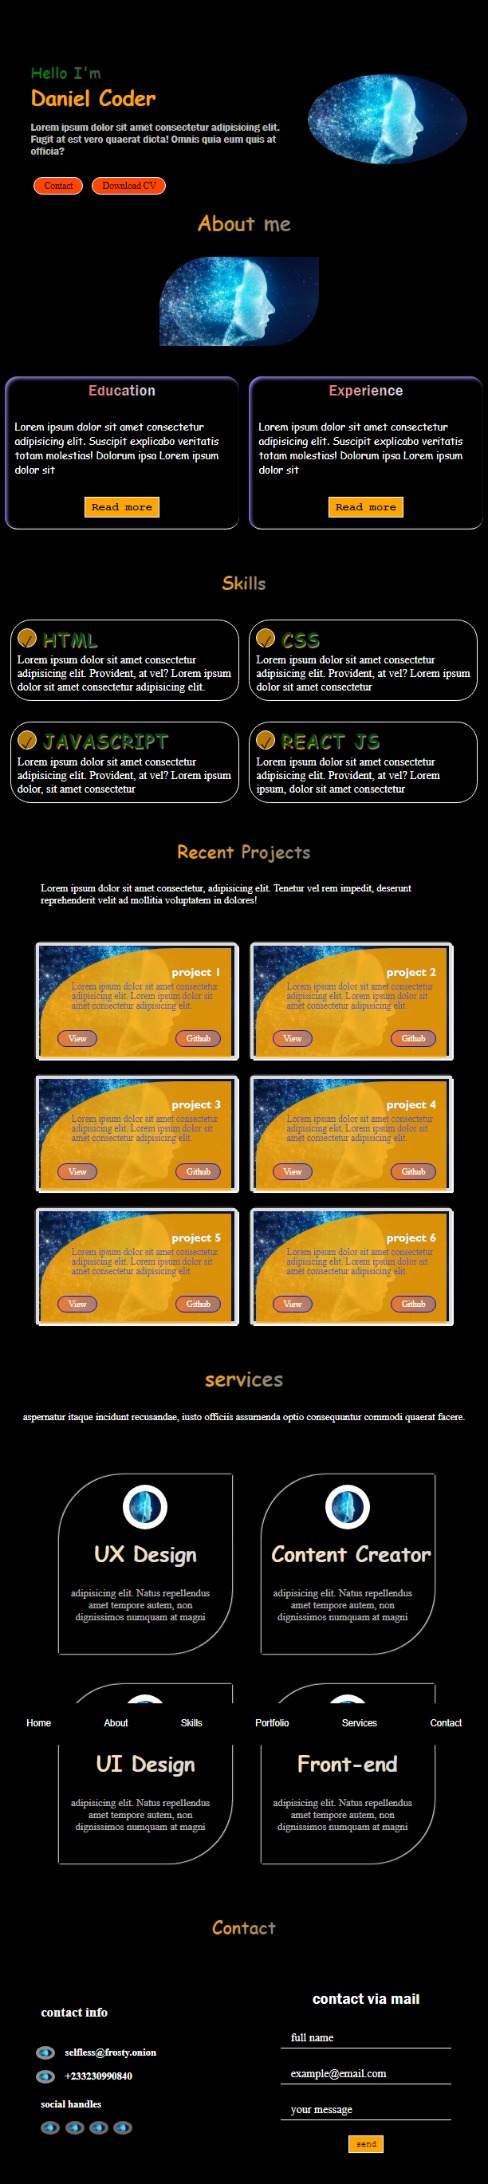 Hello I'm
Daniel Coder
Lorem ipsum dolor sit amet consectetur adipisicing elit.
Fugit at est vero quaerat dicta! Omnis quia eum quis at
officia?
Contact Download CV
About me
Education
Lorem ipsum dolor sit amet consectetur
adipisicing elit. Suscipit explicabo veritatis
totam molestias! Dolorum ipsa Lorem ipsum
dolor sit
Read more
Experience
Lorem ipsum dolor sit amet consectetur
adipisicing elit. Suscipit explicabo veritatis
totam molestias! Dolorum ipsa Lorem ipsum
dolor sit
Read more
Skills
HTML
Lorem ipsum dolor sit amet consectetur
adipisicing elit. Provident, at vel? Lorem ipsum
dolor sit amet consectetur adipisicing elit.
CSS
Lorem ipsum dolor sit amet consectetur
adipisicing elit. Provident, at vel? Lorem ipsum
dolor sit amet consectetur
JAVASCRIPT
Lorem ipsum dolor sit amet consectetur
adipisicing elit. Provident, at vel? Lorem ipsum
dolor, sit amet consectetur
REACT JS
Lorem ipsum dolor sit amet consectetur
adipisicing elit. Provident, at vel? Lorem
ipsum, dolor sit amet consectetur
Recent Projects
Lorem ipsum dolor sit amet consectetur, adipisicing elit. Tenetur vel rem impedit, deserunt
reprehenderit velit ad mollitia voluptatem in dolores!
project 1
Lorem ipsum dolor sit amet consectetur
adipisicing elit. Lorem ipsum dolor sit
amet consectetur adipisicing elit.
View Github
project 2
Lorem ipsum dolor sit amet consectetur
adipisicing elit. Lorem ipsum dolor sit
amet consectetur adipisicing elit.
View Github
project 3
Lorem ipsum dolor sit amet consectetur
adipisicing elit. Lorem ipsum dolor sit
amet consectetur adipisicing elit.
View Github
project 4
Lorem ipsum dolor sit amet consectetur
adipisicing elit. Lorem ipsum dolor sit
amet consectetur adipisicing elit.
View Github
project 5
Lorem ipsum dolor sit amet consectetur
adipisicing elit. Lorem ipsum dolor sit
amet consectetur adipisicing elit.
View Github
project 6
Lorem ipsum dolor sit amet consectetur
adipisicing elit. Lorem ipsum dolor sit
amet consectetur adipisicing elit.
View Github
services
aspernatur itaque incidunt recusandae, iusto officiis assumenda optio consequuntur commodi quaerat facere.
UX Design
adipisicing elit. Natus repellendus
amet tempore autem, non
dignissimos numquam at magni
Content Creator
adipisicing elit. Natus repellendus
amet tempore autem, non
dignissimos numquam at magni
Home About Skills Portfolio Services Contact
UI Design
adipisicing elit. Natus repellendus
amet tempore autem, non
dignissimos numquam at magni
Front-end
adipisicing elit. Natus repellendus
amet tempore autem, non
dignissimos numquam at magni
Contact
contact info
selfless@frosty.onion
+233230990840
social handles
contact via mail
full name
example@email.com
your message
send